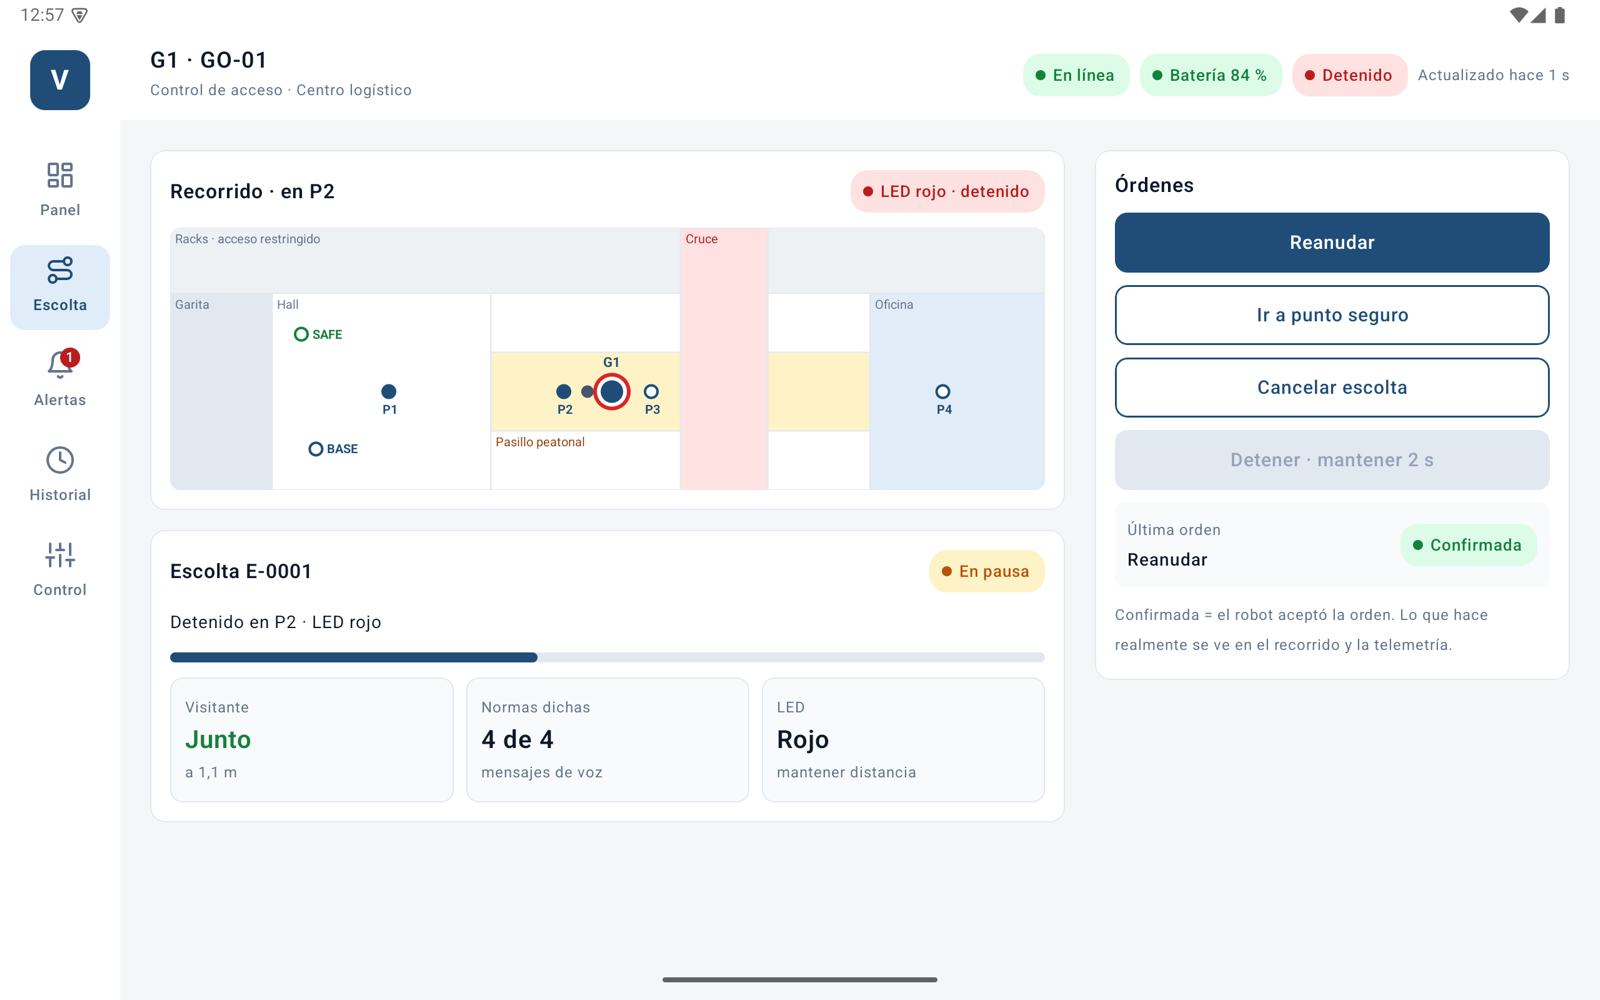 12:57
V
G1 · GO-01
Control de acceso · Centro logístico
En línea
Batería 84 %
Detenido
Actualizado hace 1 s
Panel
Escolta
1
Alertas
Historial
Control
Recorrido · en P2
LED rojo · detenido
Racks · acceso restringido
Cruce
Garita
Hall
Oficina
SAFE
G1
P1
P2
P3
P4
Pasillo peatonal
BASE
Escolta E-0001
En pausa
Detenido en P2 · LED rojo
Visitante
Junto
a 1,1 m
Normas dichas
4 de 4
mensajes de voz
LED
Rojo
mantener distancia
Órdenes
Reanudar
Ir a punto seguro
Cancelar escolta
Detener · mantener 2 s
Última orden
Reanudar
Confirmada
Confirmada = el robot aceptó la orden. Lo que hace
realmente se ve en el recorrido y la telemetría.